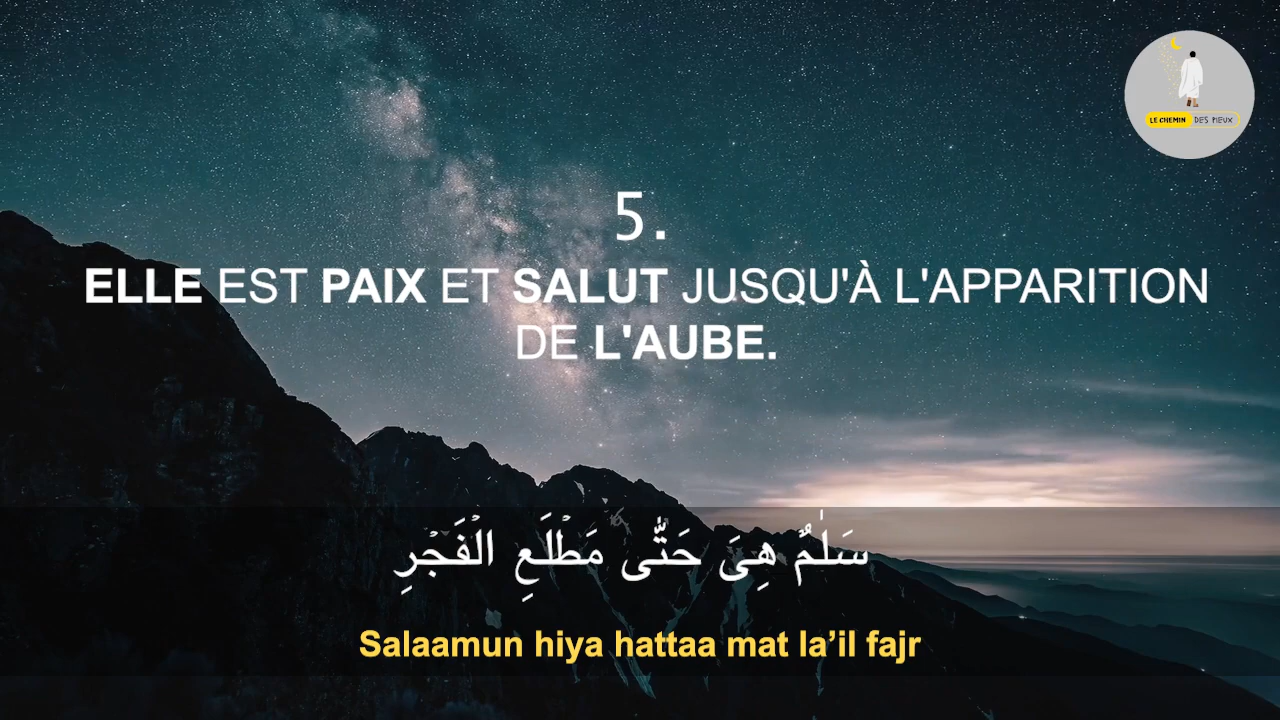 LE CHEMIN DES PIEUX
5.
ELLE EST PAIX ET SALUT JUSQU'À L'APPARITION
DE L'AUBE.
سَلَٰمٌ هِىَ حَتَّىٰ مَطْلَعِ الْفَجْرِ
Salaamun hiya hattaa mat la’il fajr